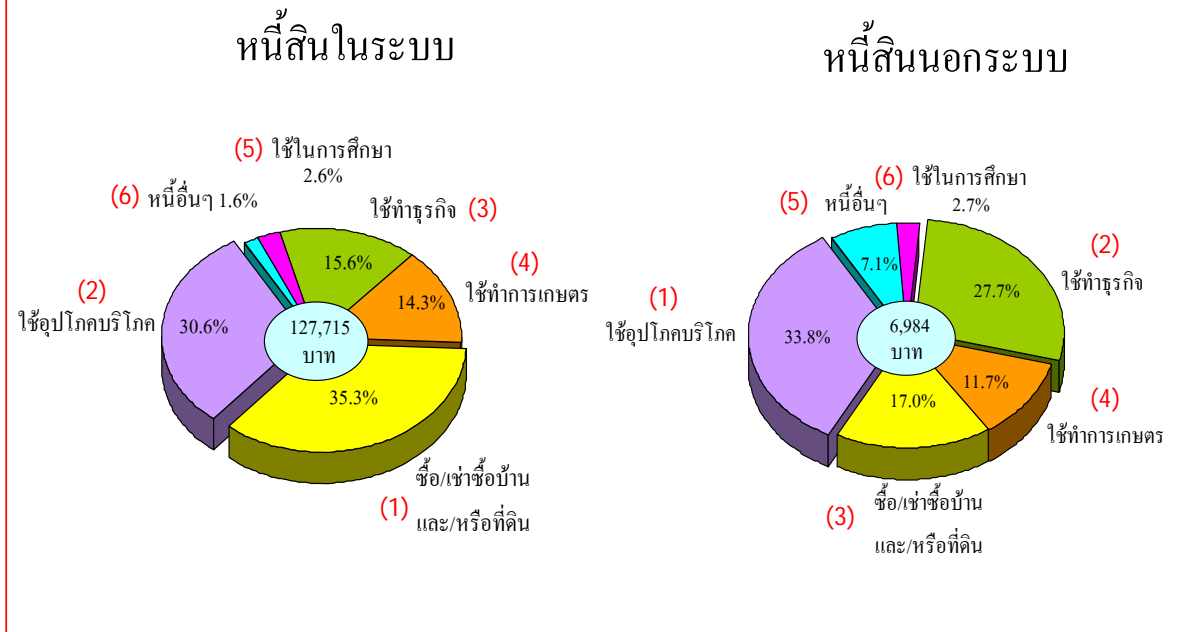 หนี้สินในระบบ
(5) ใช้ในการศึกษา
2.6%
(6) หนี้อื่นๆ 1.6%
ใช้ทำธุรกิจ (3)
15.6%
(4)
ใช้ทำการเกษตร
14.3%
(2)
ใช้อุปโภคบริโภค
30.6%
127,715
บาท
35.3%
ซื้อ/เช่าซื้อบ้าน
(1)
และ/หรือที่ดิน
หนี้สินนอกระบบ
(6) ใช้ในการศึกษา
2.7%
(5) หนี้อื่นๆ
7.1%
(2)
ใช้ทำธุรกิจ
27.7%
(1)
ใช้อุปโภคบริโภค
33.8%
6,984
บาท
11.7%
(4)
ใช้ทำการเกษตร
17.0%
ซื้อ/เช่าซื้อบ้าน
(3)
และ/หรือที่ดิน